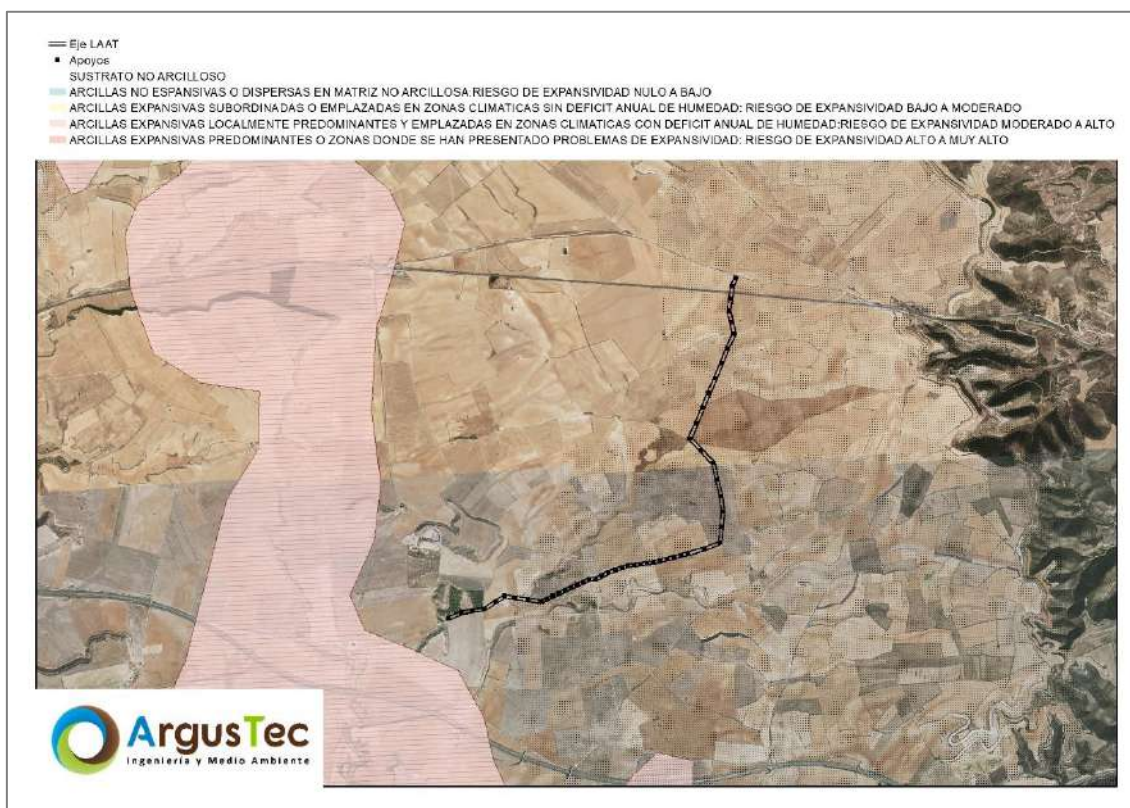 Eje LAAT
Apoyos
SUSTRATO NO ARCILLOSO
ARCILLAS NO ESPANSIVAS O DISPERSAS EN MATRIZ NO ARCILLOSA:RIESGO DE EXPANSIVIDAD NULO A BAJO
ARCILLAS EXPANSIVAS SUBORDINADAS O EMPLAZADAS EN ZONAS CLIMATICAS SIN DEFICIT ANUAL DE HUMEDAD: RIESGO DE EXPANSIVIDAD BAJO A MODERADO
ARCILLAS EXPANSIVAS LOCALMENTE PREDOMINANTES Y EMPLAZADAS EN ZONAS CLIMATICAS CON DEFICIT ANUAL DE HUMEDAD:RIESGO DE EXPANSIVIDAD MODERADO A ALTO
ARCILLAS EXPANSIVAS PREDOMINANTES O ZONAS DONDE SE HAN PRESENTADO PROBLEMAS DE EXPANSIVIDAD: RIESGO DE EXPANSIVIDAD ALTO A MUY ALTO
ArgusTec
Ingeniería y Medio Ambiente